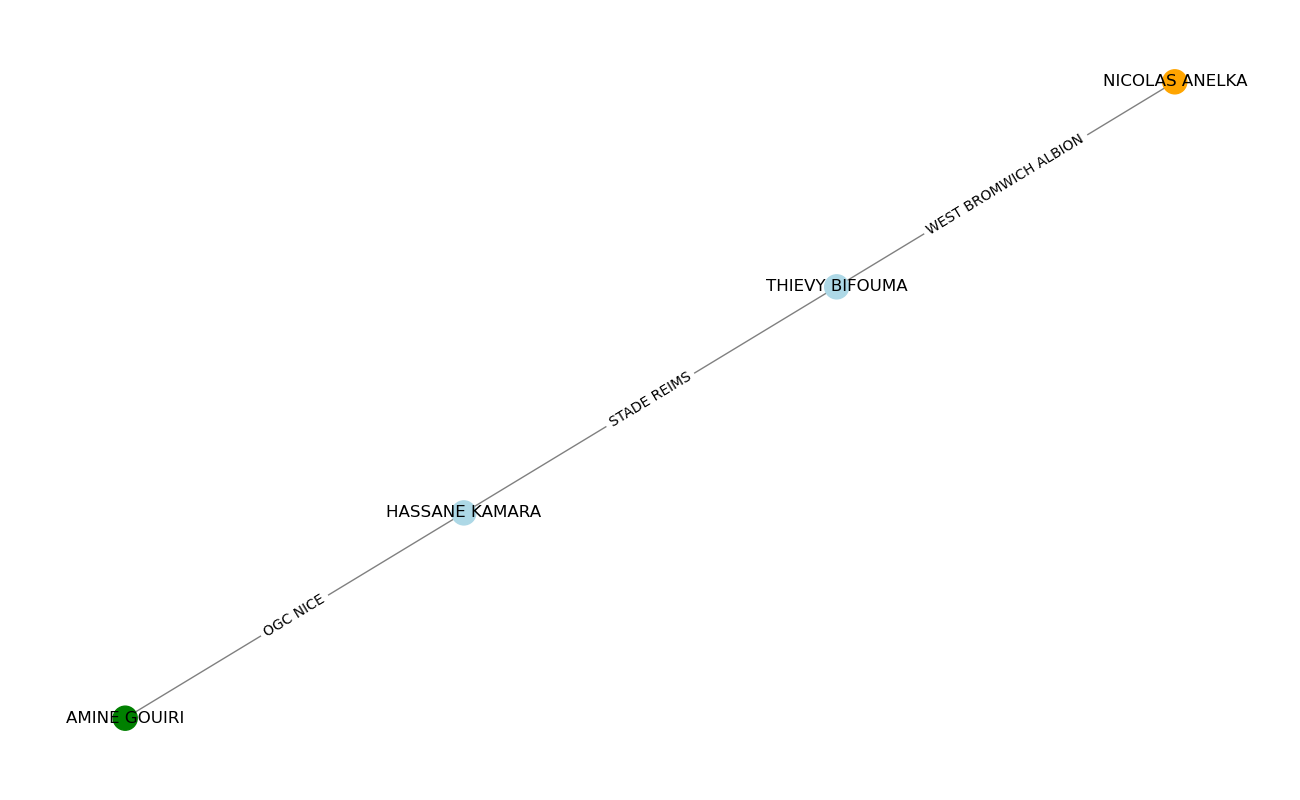 NICOLAS ANELKA
WEST BROMWICH ALBION
THIEVY BIFOUMA
STADE REIMS
HASSANE KAMARA
OGC NICE
AMINE GOUIRI